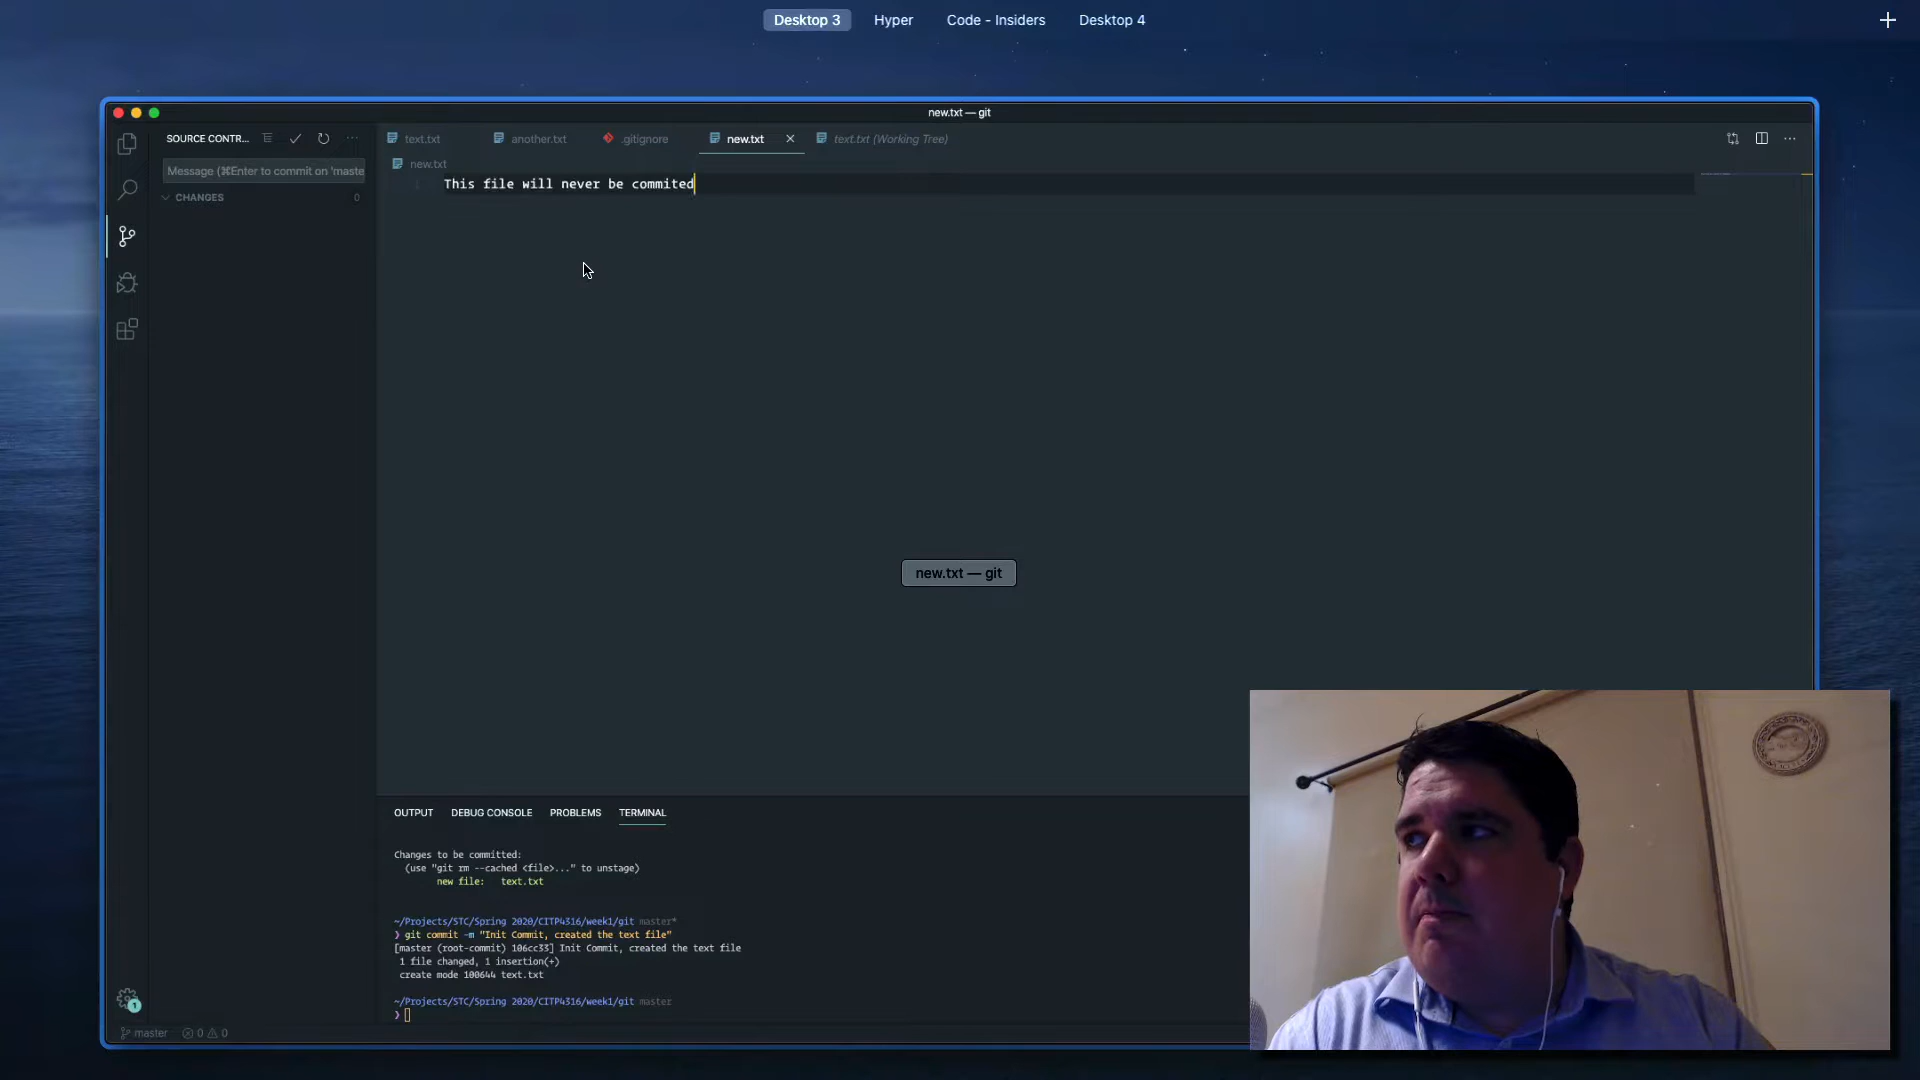 Desktop 3
Hyper
Code - Insiders
Desktop 4
new.txt — git
SOURCE CONTR...
text.txt
another.txt
.gitignore
new.txt
text.txt (Working Tree)
Message (⌘Enter to commit on 'maste
new.txt
1
This file will never be commited
CHANGES
0
new.txt — git
OUTPUT
DEBUG CONSOLE
PROBLEMS
TERMINAL
Changes to be committed:
(use "git rm --cached <file>..." to unstage)
new file: text.txt
~/Projects/STC/Spring 2020/CITP4316/week1/git master*
❯ git commit -m "Init Commit, created the text file"
[master (root-commit) 106cc33] Init Commit, created the text file
1 file changed, 1 insertion(+)
create mode 100644 text.txt
~/Projects/STC/Spring 2020/CITP4316/week1/git master
❯
1
master
0
0